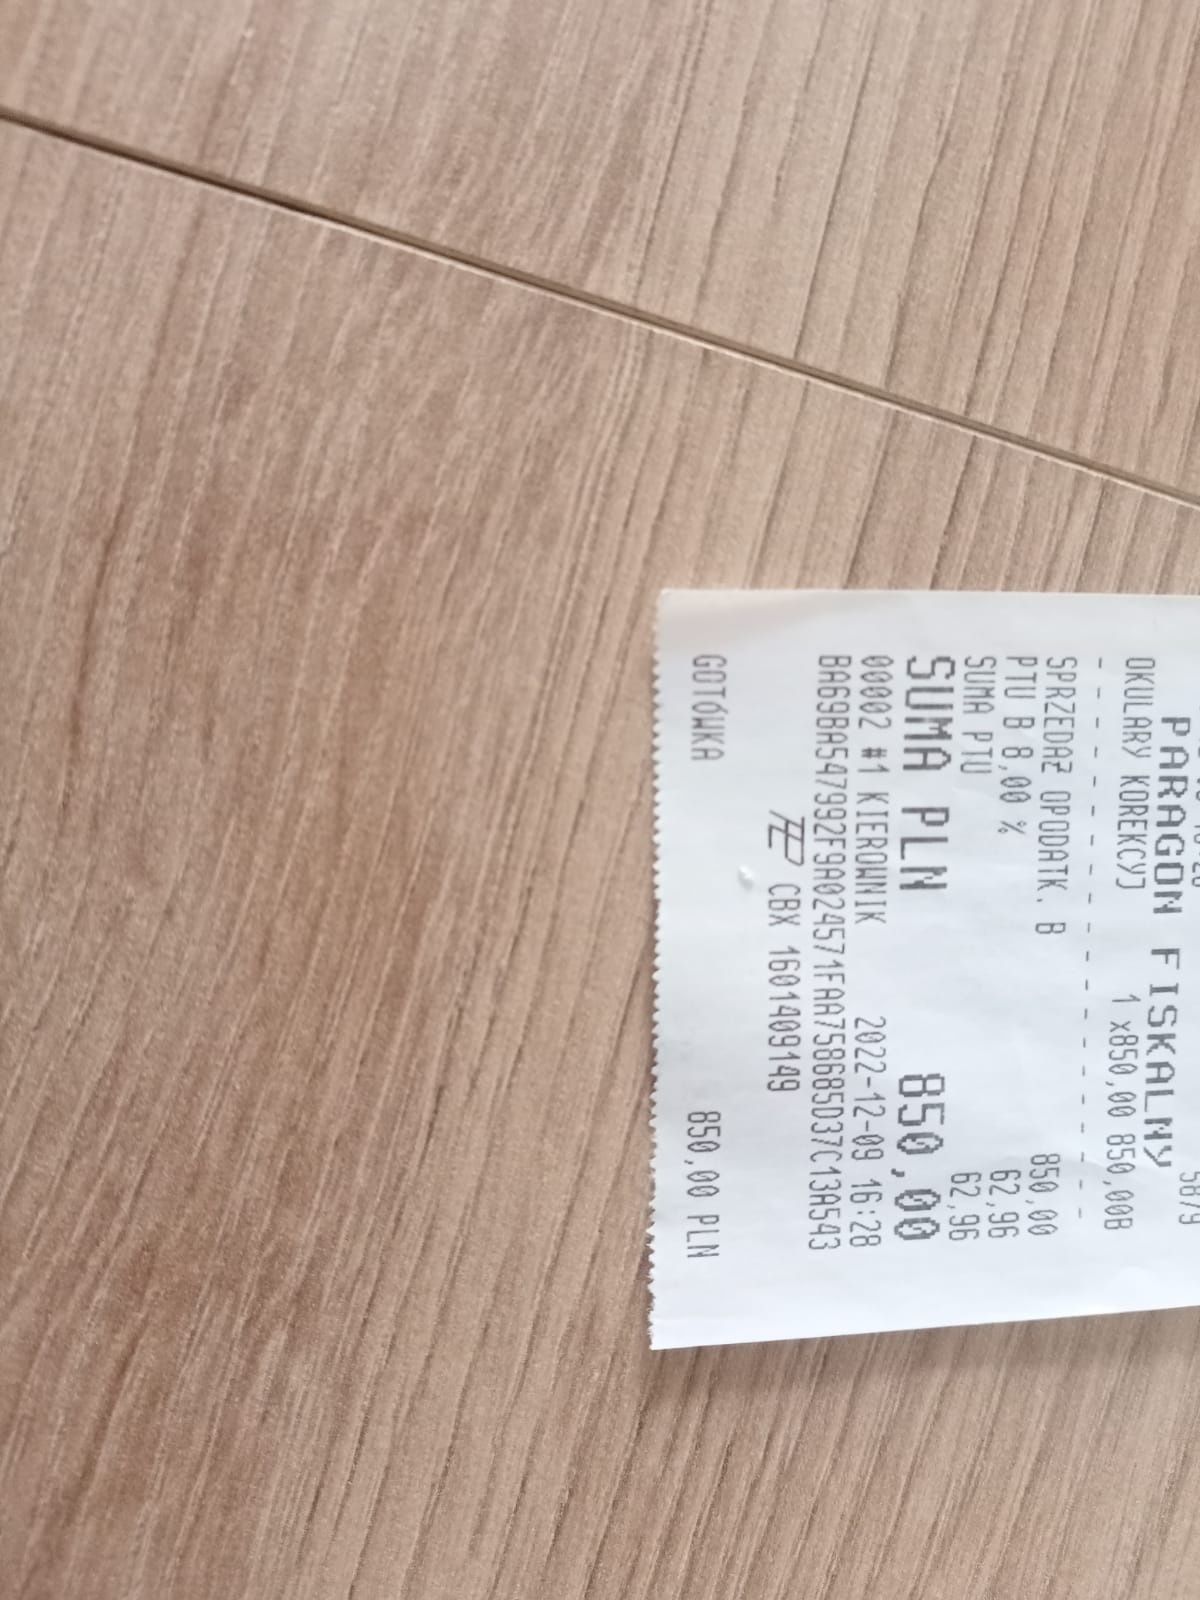 5879
PARAGON FISKALNY
OKULARY KOREKCYJ
1 x850,00 850,00B
- - - - - - - - - - - - - - - - - -
SPRZEDAŻ OPODATK. B 850,00
PTU B 8,00 % 62,96
SUMA PTU 62,96
SUMA PLN 850,00
00002 #1 KIEROWNIK 2022-12-09 16:28
BA69BA547992F9A024571FAA758685D37C13A543
CBX 1601409149
GOTÓWKA 850,00 PLN